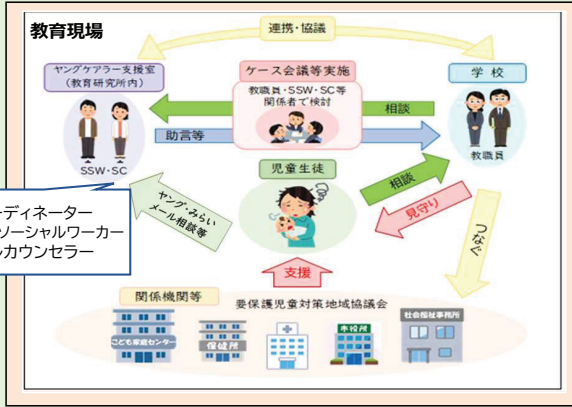 教育現場
連携・協議
ヤングケアラー支援室
(教育研究所内)
ケース会議等実施
学校
教職員・SSW・SC等
関係者で検討
相談
助言等
SSW・SC
教職員
児童生徒
相談
見守り
ーディネーター
ソーシャルワーカー
カウンセラー
ヤング・みらい
メール相談等
つなぐ
支援
関係機関等
要保護児童対策地域協議会
こども家庭センター
保健所
市役所
社会福祉事務所